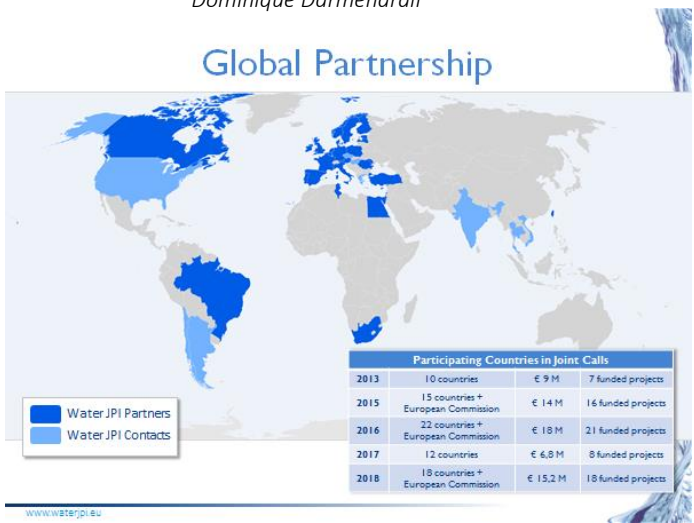 Dominique Darmendrail
Global Partnership
Participating Countries in Joint Calls
2013 10 countries € 9 M 7 funded projects
2015 15 countries + European Commission € 14 M 16 funded projects
2016 22 countries + European Commission € 18 M 21 funded projects
2017 12 countries € 6,8 M 8 funded projects
2018 18 countries + European Commission € 15,2 M 18 funded projects
Water JPI Partners
Water JPI Contacts
www.waterjpi.eu